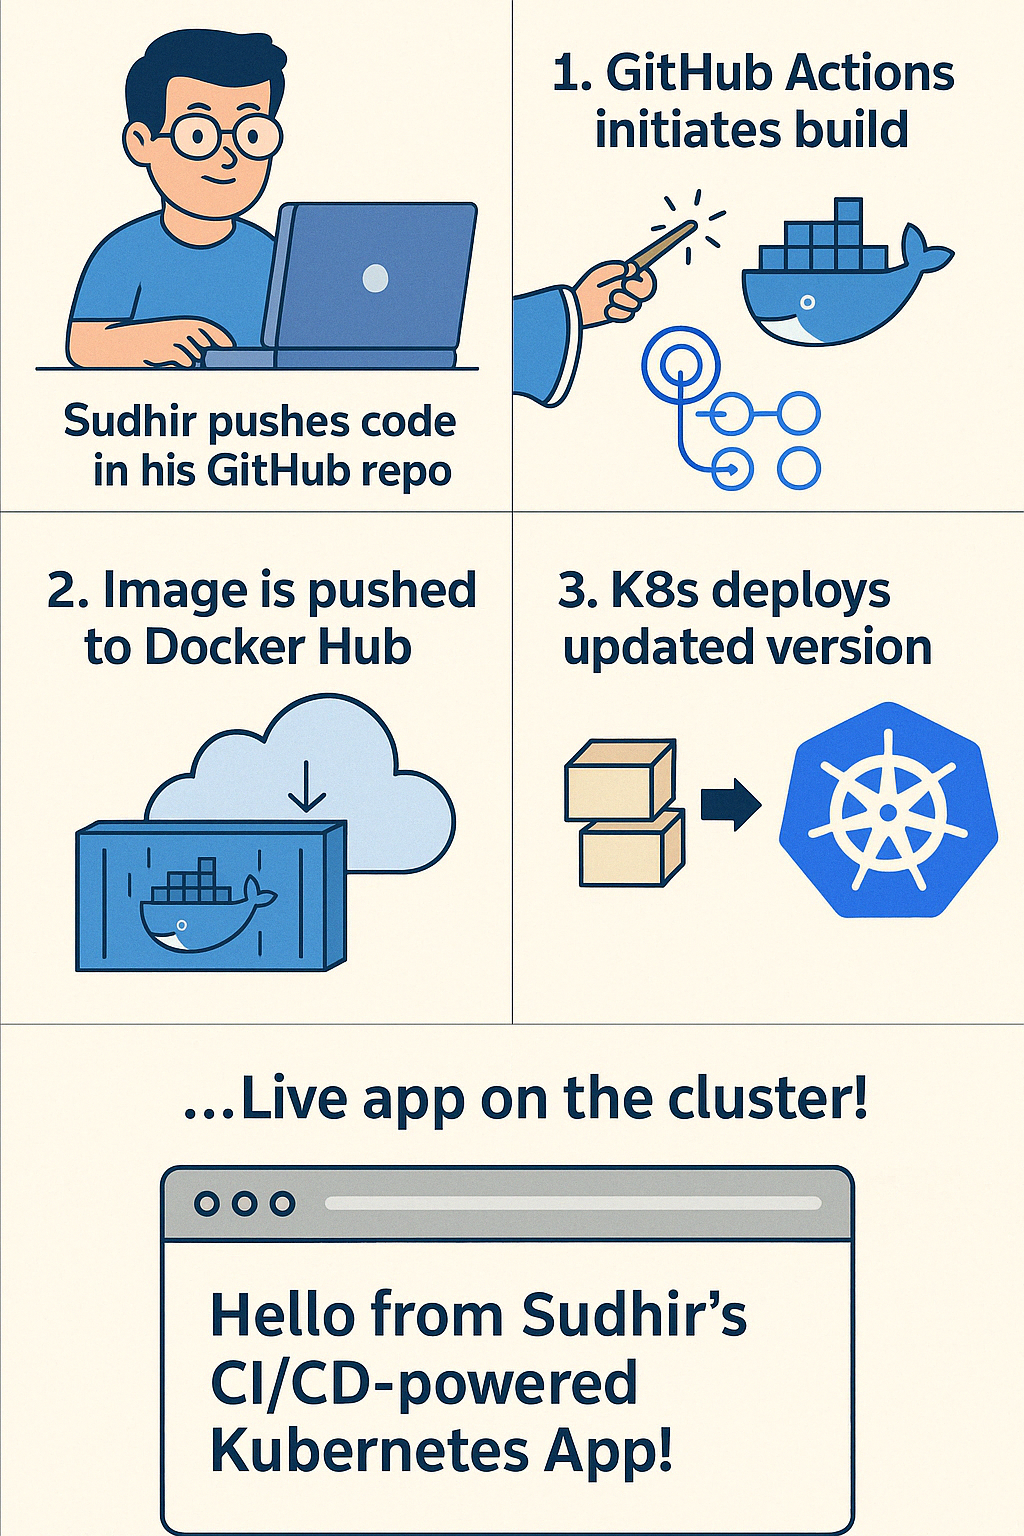 Sudhir pushes code
in his GitHub repo
1. GitHub Actions
initiates build
2. Image is pushed
to Docker Hub
3. K8s deploys
updated version
...Live app on the cluster!
Hello from Sudhir’s
CI/CD-powered
Kubernetes App!